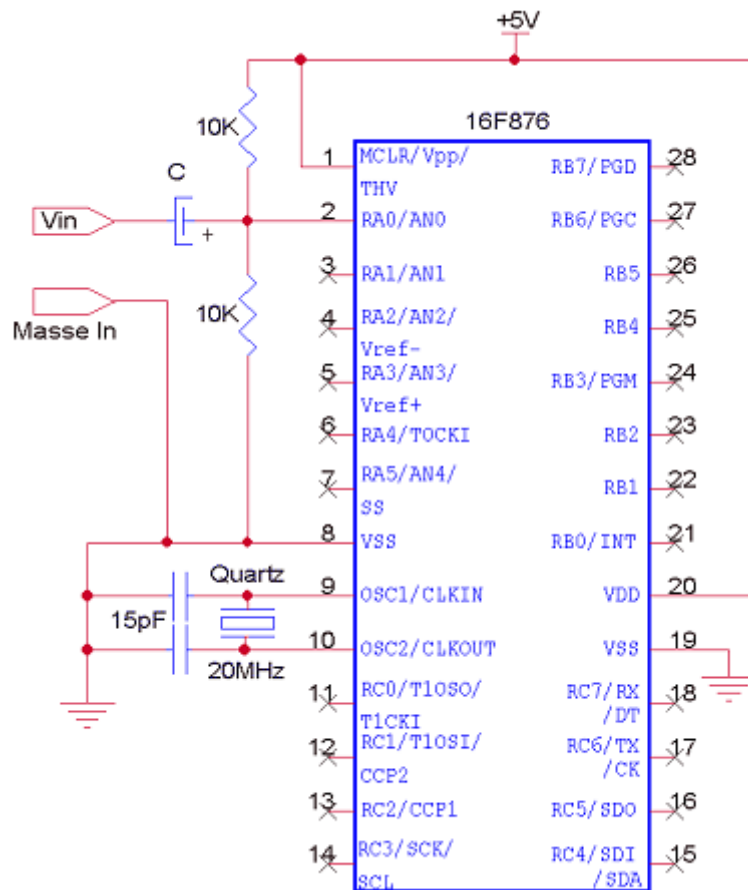 +5V
10K
16F876
1
MCLR/Vpp/
THV
RB7/PGD
28
C
Vin
+
2
RA0/AN0
RB6/PGC
27
3
RA1/AN1
RB5
26
Masse In
10K
4
RA2/AN2/
Vref-
RB4
25
5
RA3/AN3/
Vref+
RB3/PGM
24
6
RA4/TOCKI
RB2
23
7
RA5/AN4/
SS
RB1
22
8
VSS
RB0/INT
21
Quartz
9
OSC1/CLKIN
VDD
20
15pF
10
OSC2/CLKOUT
VSS
19
20MHz
11
RC0/T1OSO/
T1CKI
RC7/RX
/DT
18
12
RC1/T1OSI/
CCP2
RC6/TX
/CK
17
13
RC2/CCP1
RC5/SDO
16
14
RC3/SCK/
SCL
RC4/SDI
/SDA
15